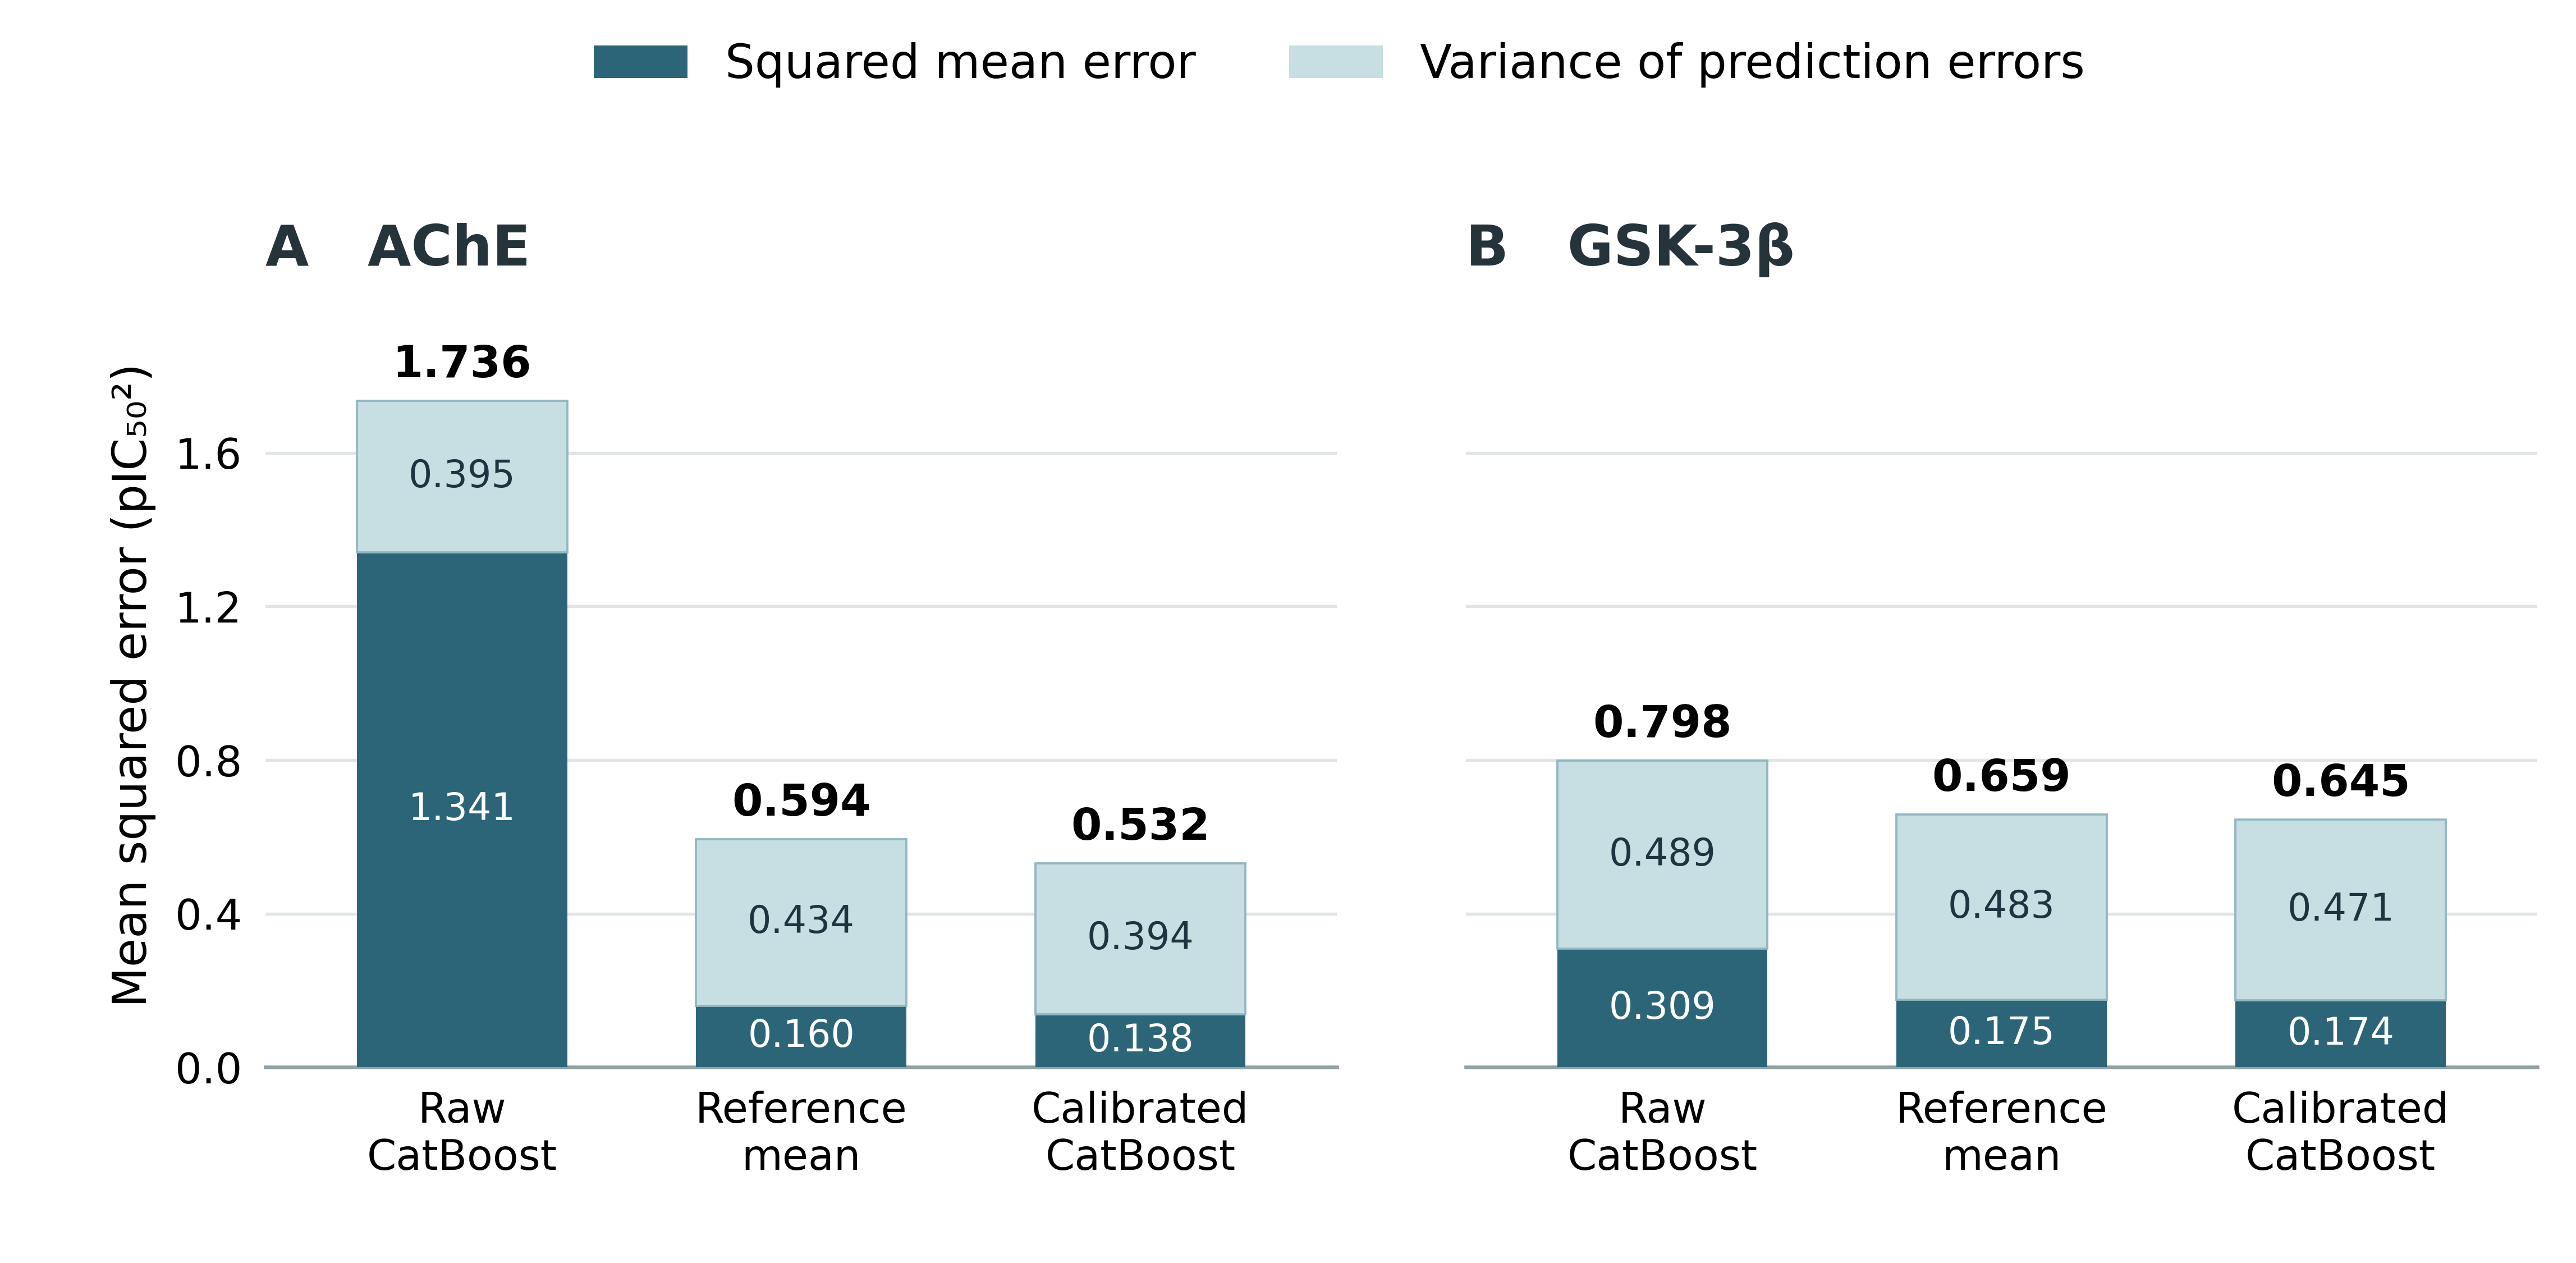 Squared mean error
Variance of prediction errors
A AChE
1.736
0.395
1.341
0.594
0.434
0.160
0.532
0.394
0.138
Mean squared error (pIC₅₀²)
1.6
1.2
0.8
0.4
0.0
Raw
CatBoost
Reference
mean
Calibrated
CatBoost
B GSK-3β
0.798
0.489
0.309
0.659
0.483
0.175
0.645
0.471
0.174
Raw
CatBoost
Reference
mean
Calibrated
CatBoost